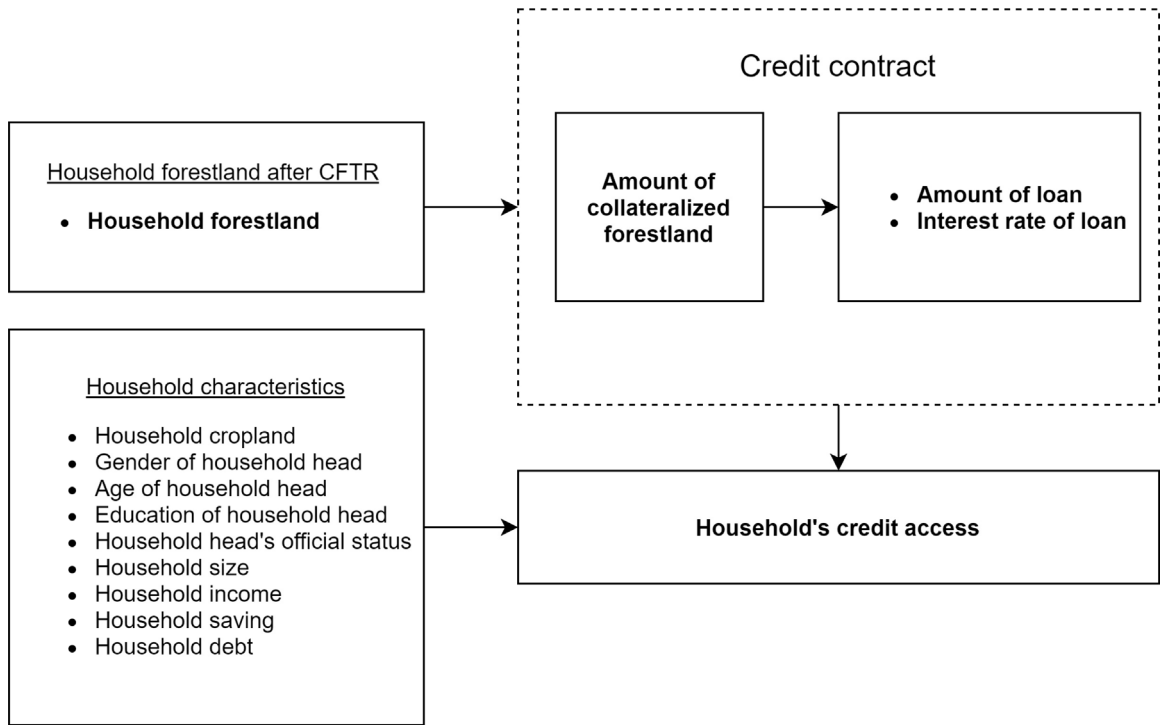 Credit contract
Household forestland after CFTR
• Household forestland
Amount of
collateralized
forestland
• Amount of loan
• Interest rate of loan
Household characteristics
• Household cropland
• Gender of household head
• Age of household head
• Education of household head
• Household head's official status
• Household size
• Household income
• Household saving
• Household debt
Household's credit access